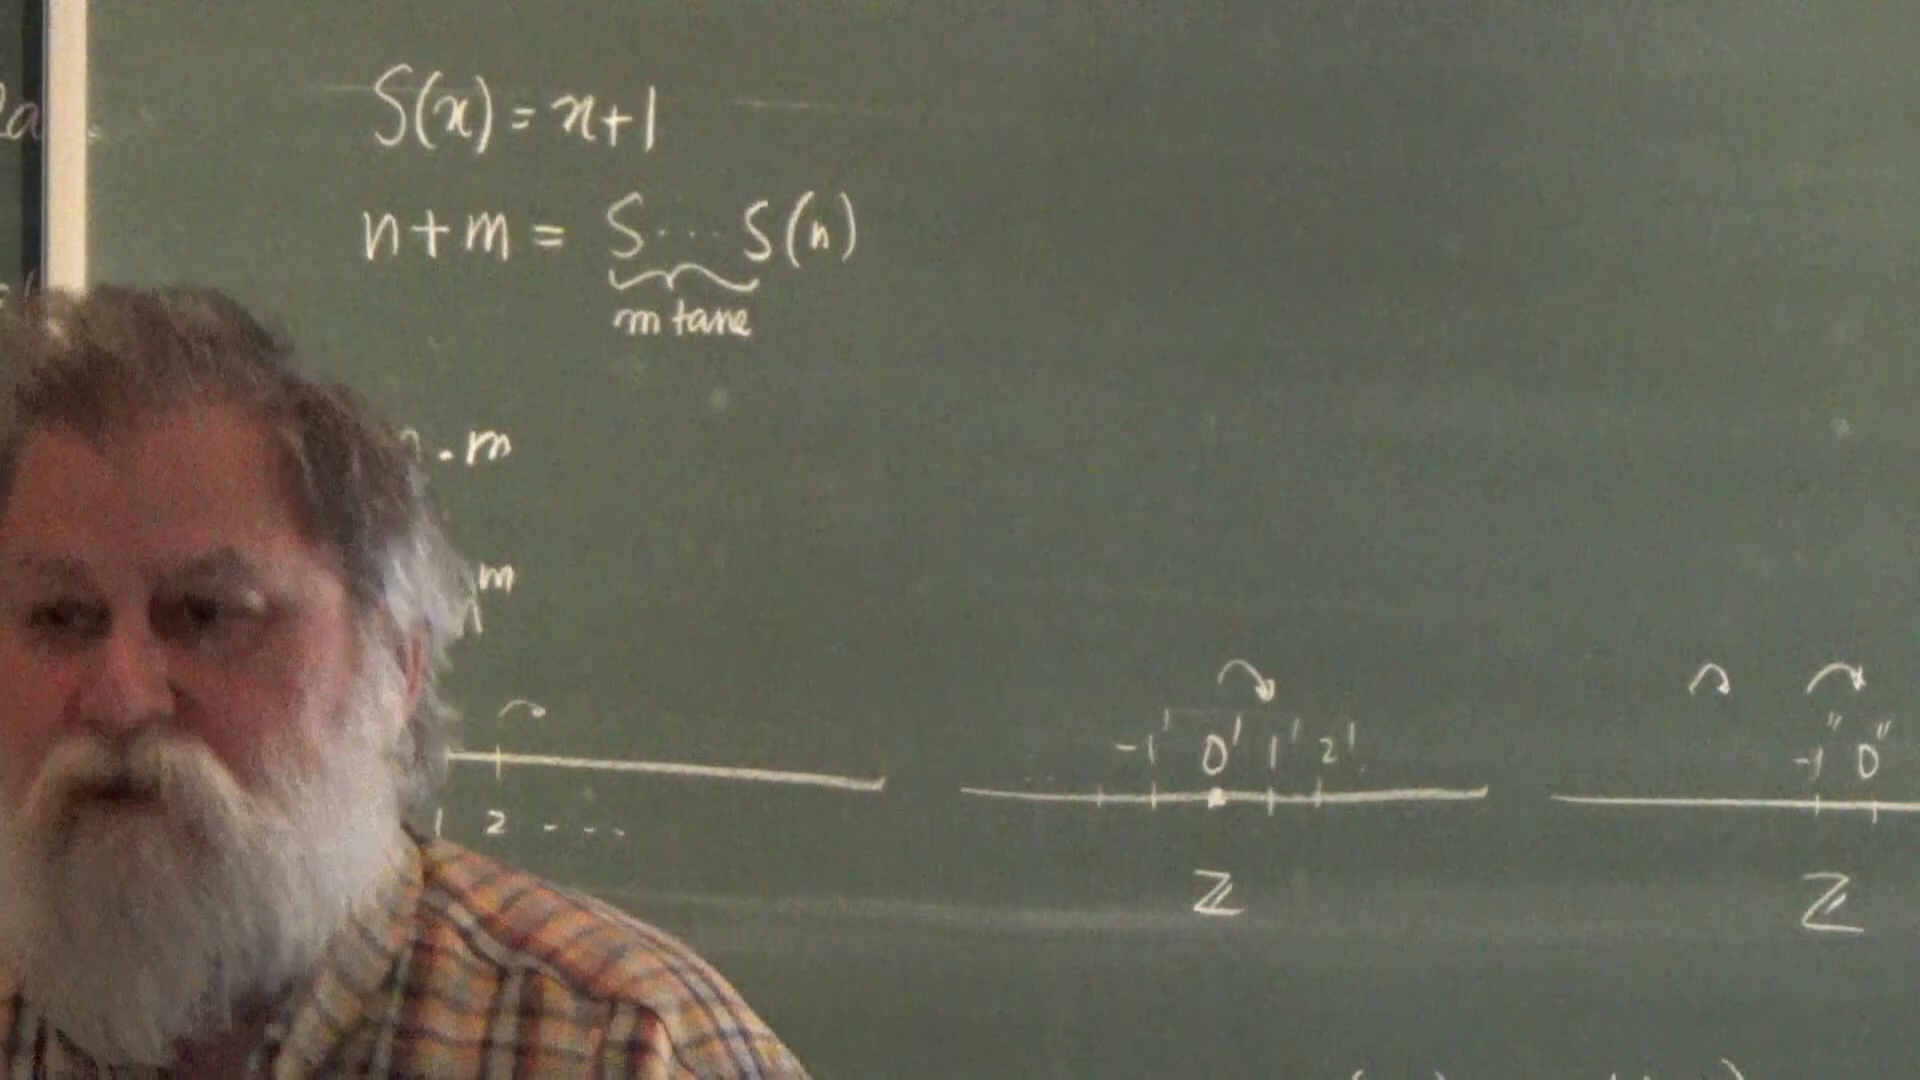 S(x) = x+1
n+m = S ··· S(n)
m tane
. m
m
-1' 0' 1' 2'
-1" 0"
1 2 - - - -
ℤ
ℤ